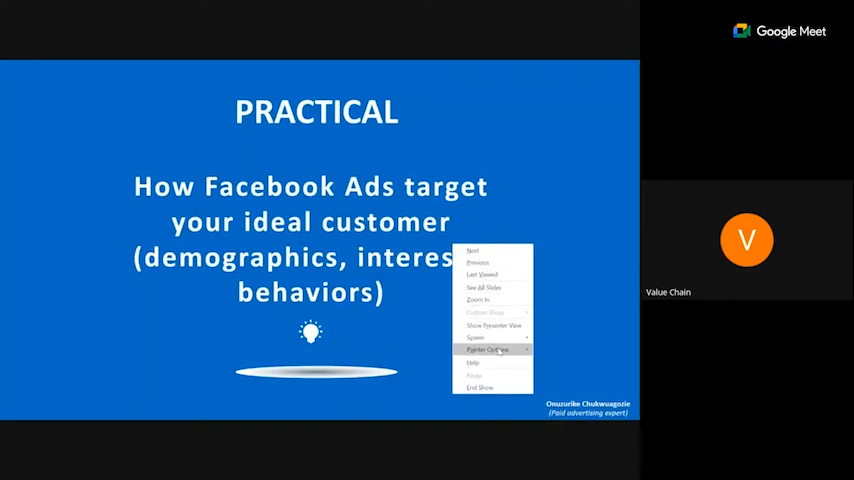 Google Meet
PRACTICAL
How Facebook Ads target
your ideal customer
(demographics, interes
behaviors)
Next
Previous
Last Viewed
See All Slides
Zoom In
Custom Show
Show Presenter View
Screen
Pointer Options
Help
Pause
End Show
Onuzurike Chukwuagozie
(Paid advertising expert)
V
Value Chain